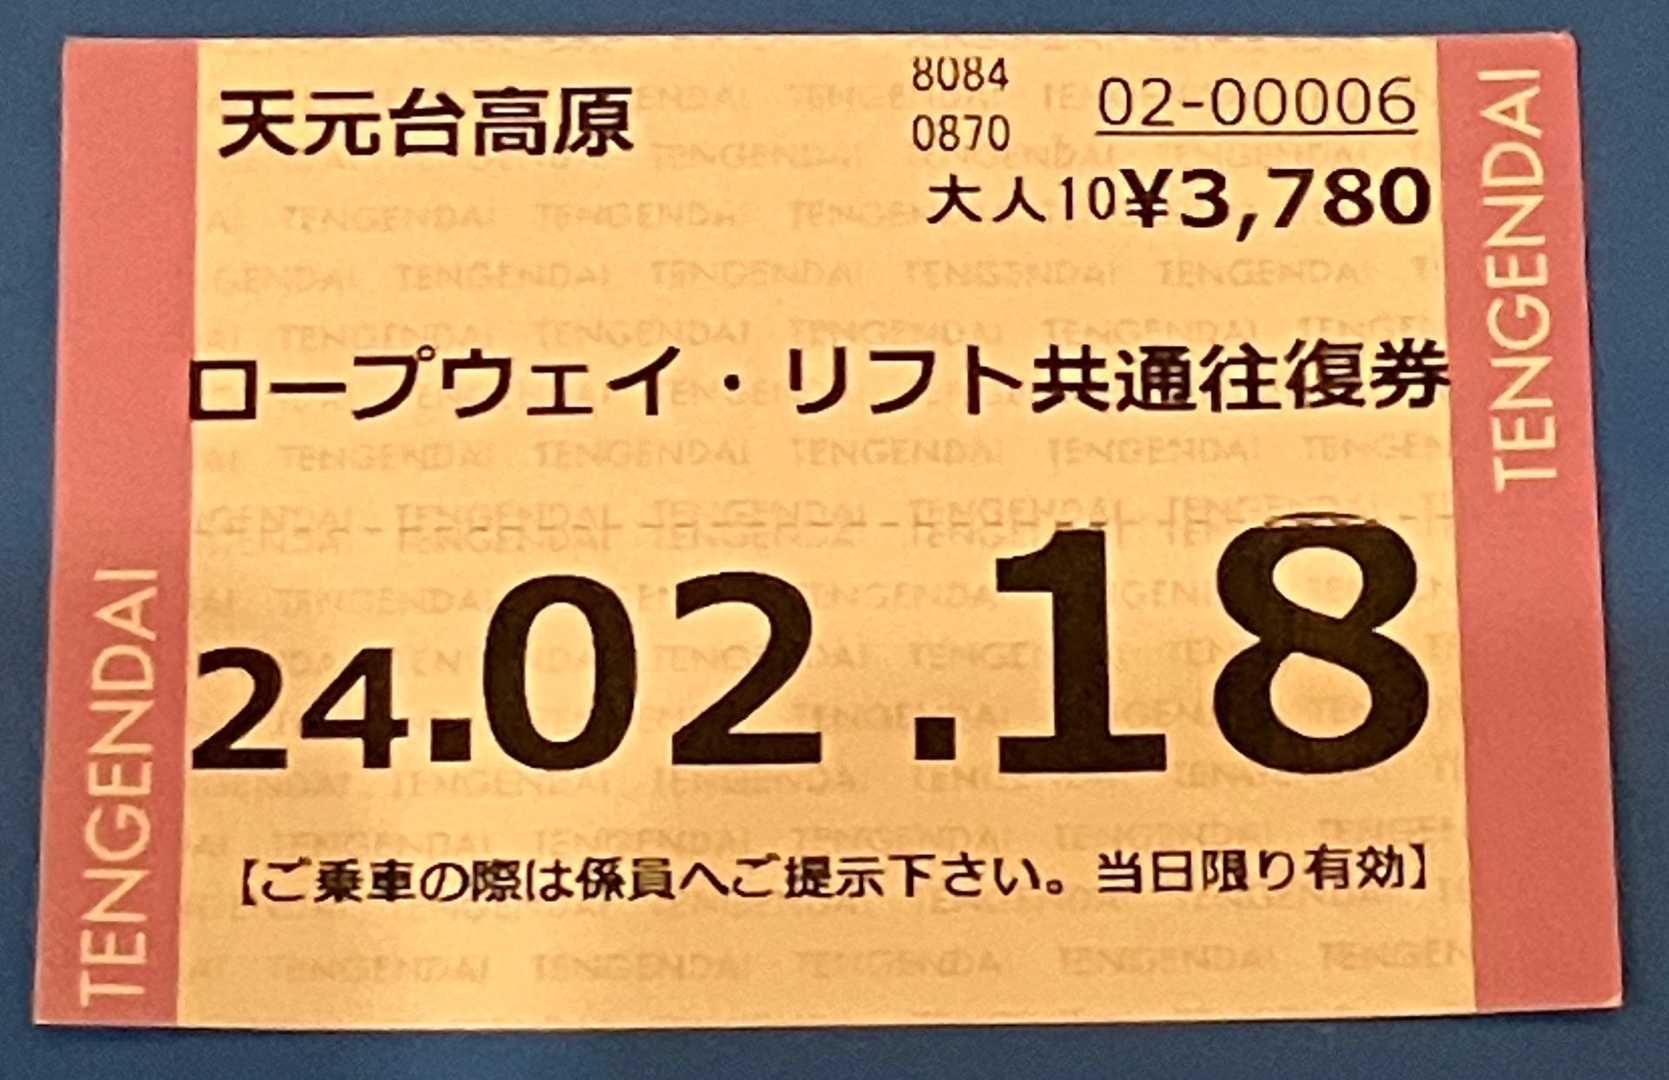 天元台高原
8084
0870
02-00006
大人10¥3,780
ロープウェイ・リフト共通往復券
24.02.18
【ご乗車の際は係員へご提示下さい。当日限り有効】
TENGENDAI
TENGENDAI